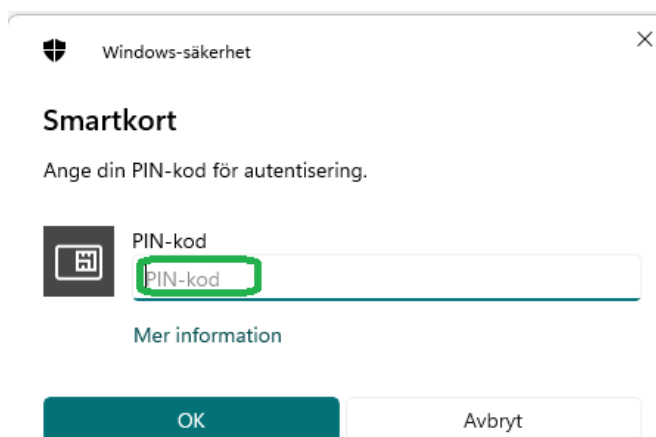 Windows-säkerhet
Smartkort
Ange din PIN-kod för autentisering.
PIN-kod
PIN-kod
Mer information
OK
Avbryt